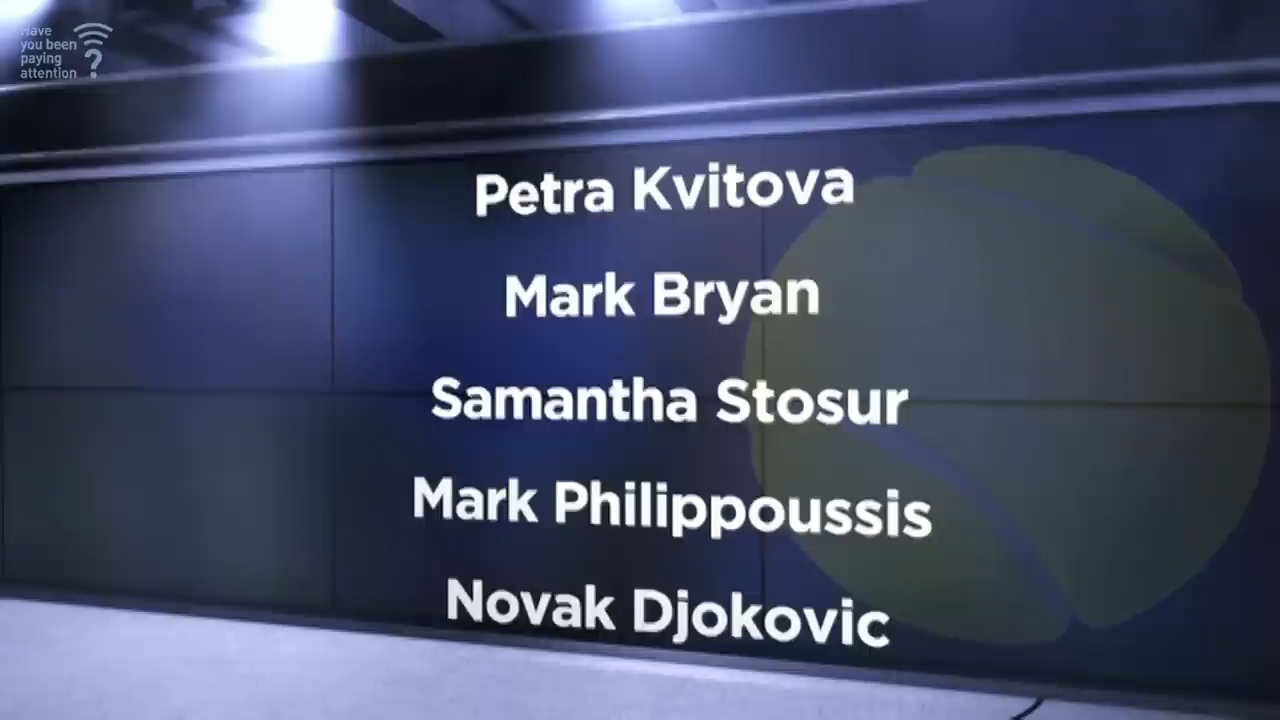 Have
you been
paying
attention
?
Petra Kvitova
Mark Bryan
Samantha Stosur
Mark Philippoussis
Novak Djokovic